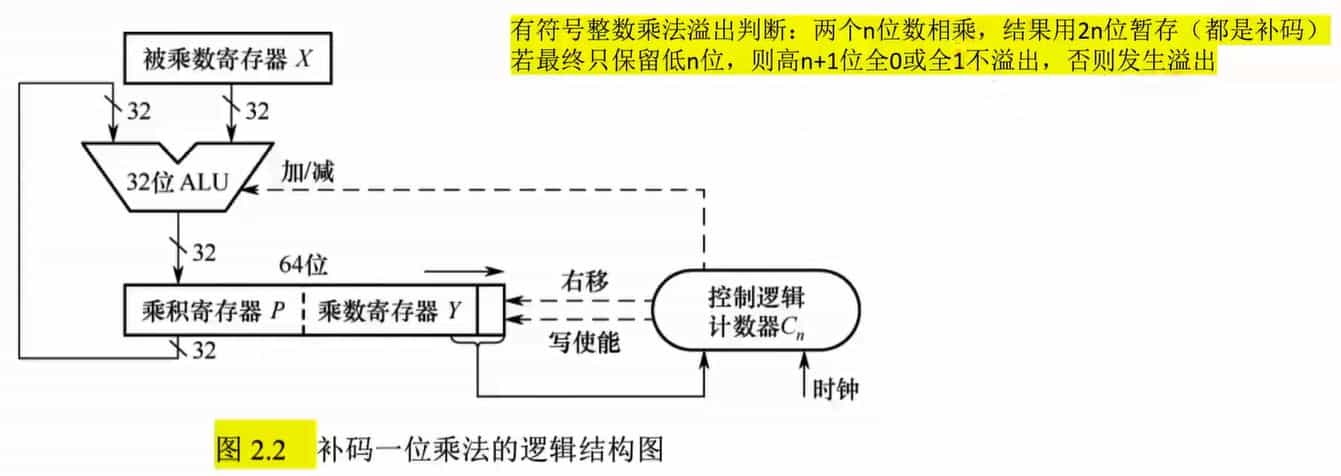 有符号整数乘法溢出判断：两个n位数相乘，结果用2n位暂存（都是补码）
若最终只保留低n位，则高n+1位全0或全1不溢出，否则发生溢出
被乘数寄存器 X
32
32
32位 ALU
加/减
32
64位
乘积寄存器 P
乘数寄存器 Y
右移
写使能
控制逻辑
计数器Cn
32
时钟
图 2.2 补码一位乘法的逻辑结构图